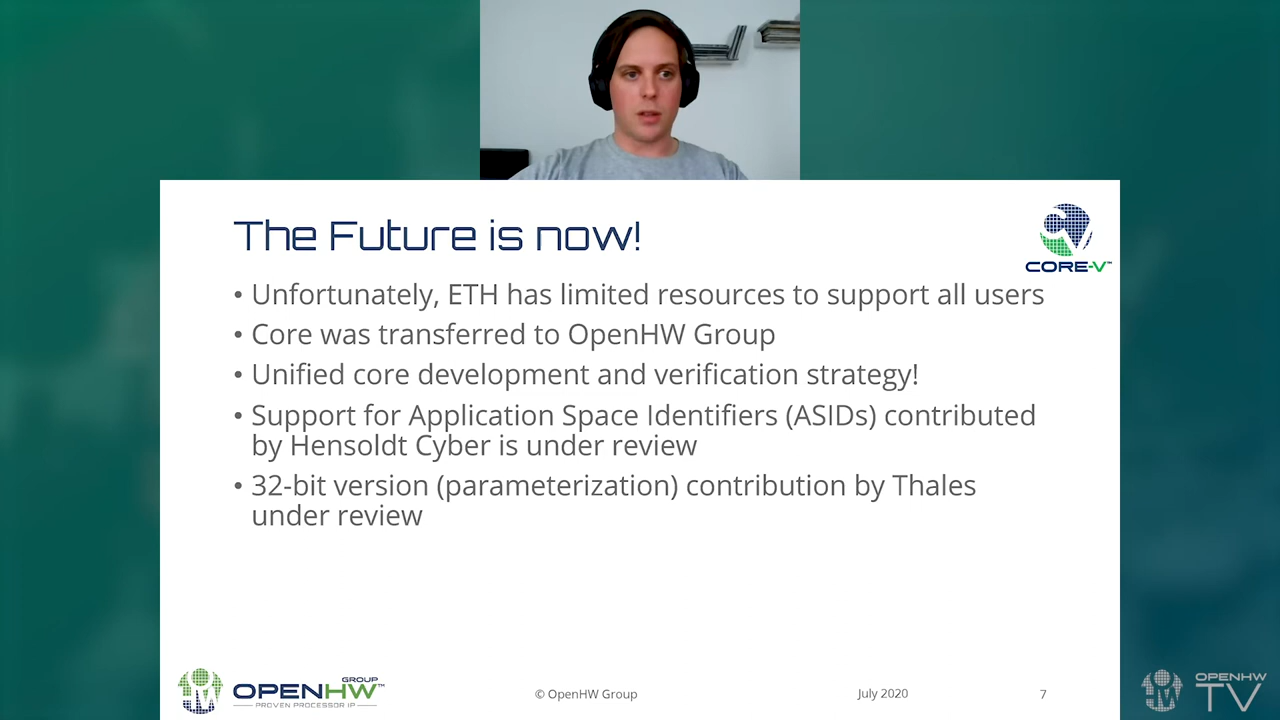 The Future is now!
CORE-V™
• Unfortunately, ETH has limited resources to support all users
• Core was transferred to OpenHW Group
• Unified core development and verification strategy!
• Support for Application Space Identifiers (ASIDs) contributed
by Hensoldt Cyber is under review
• 32-bit version (parameterization) contribution by Thales
under review
GROUP
OPENHW™
PROVEN PROCESSOR IP
© OpenHW Group
July 2020
7
OPENHW
TV